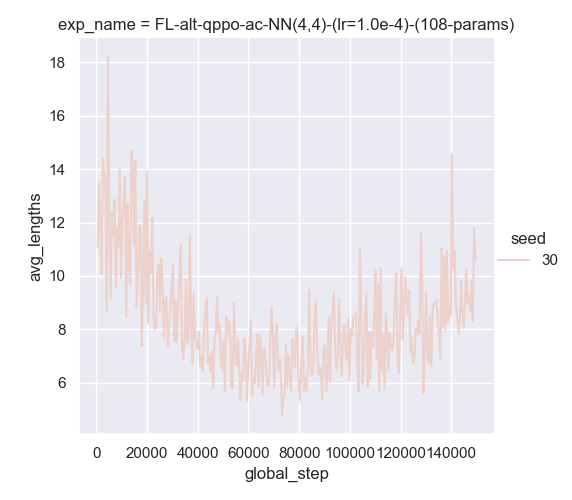 exp_name = FL-alt-qppo-ac-NN(4,4)-(lr=1.0e-4)-(108-params)
18
16
14
12
10
8
6
avg_lengths
seed
30
0 20000 40000 60000 80000 100000 120000 140000
global_step